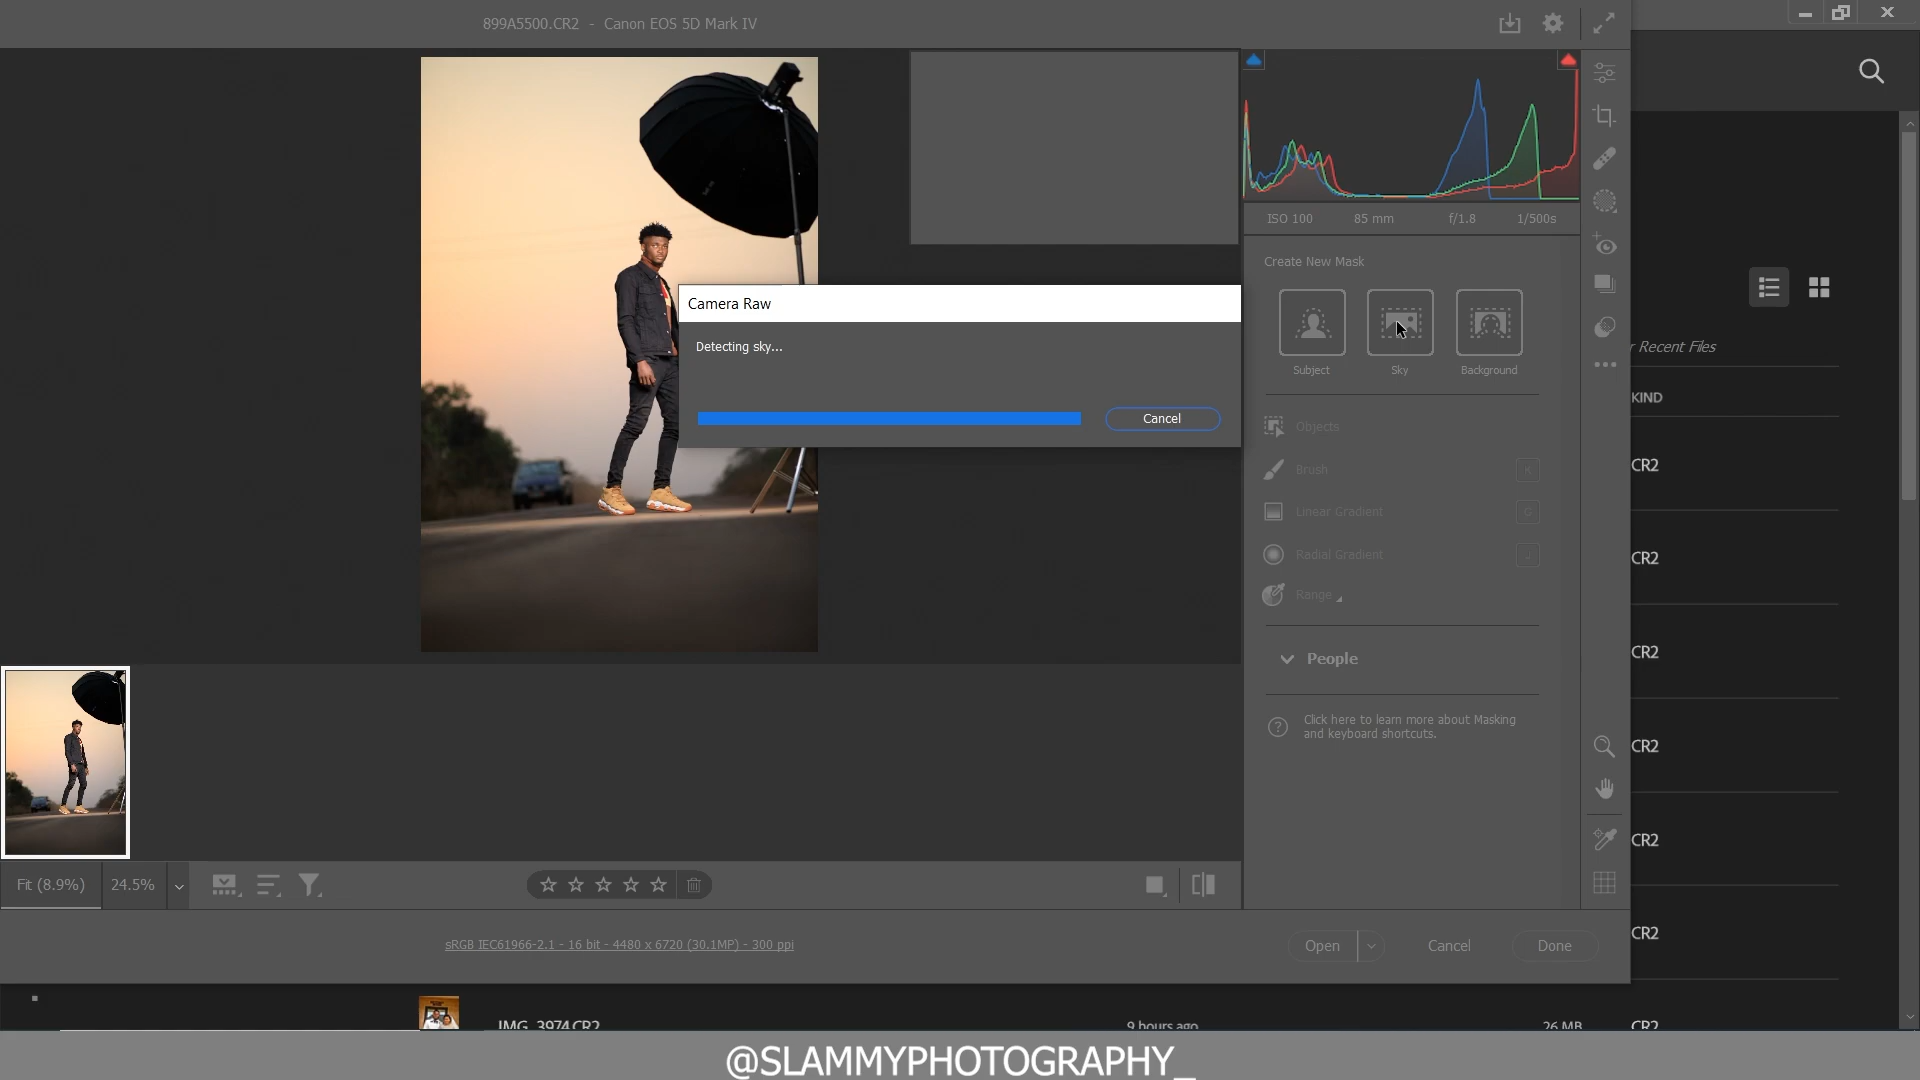 899A5500.CR2 - Canon EOS 5D Mark IV
ISO 100 85 mm f/1.8 1/500s
Create New Mask
Subject Sky Background
Camera Raw
Detecting sky...
Cancel
Objects
Brush K
Linear Gradient G
Radial Gradient J
Range
People
Click here to learn more about Masking
and keyboard shortcuts.
r Recent Files
KIND
CR2
CR2
CR2
CR2
CR2
CR2
Fit (8.9%) 24.5%
sRGB IEC61966-2.1 - 16 bit - 4480 x 6720 (30.1MP) - 300 ppi
Open Cancel Done
IMG_3974.CR2 9 hours ago 26 MB CR2
@SLAMMYPHOTOGRAPHY_